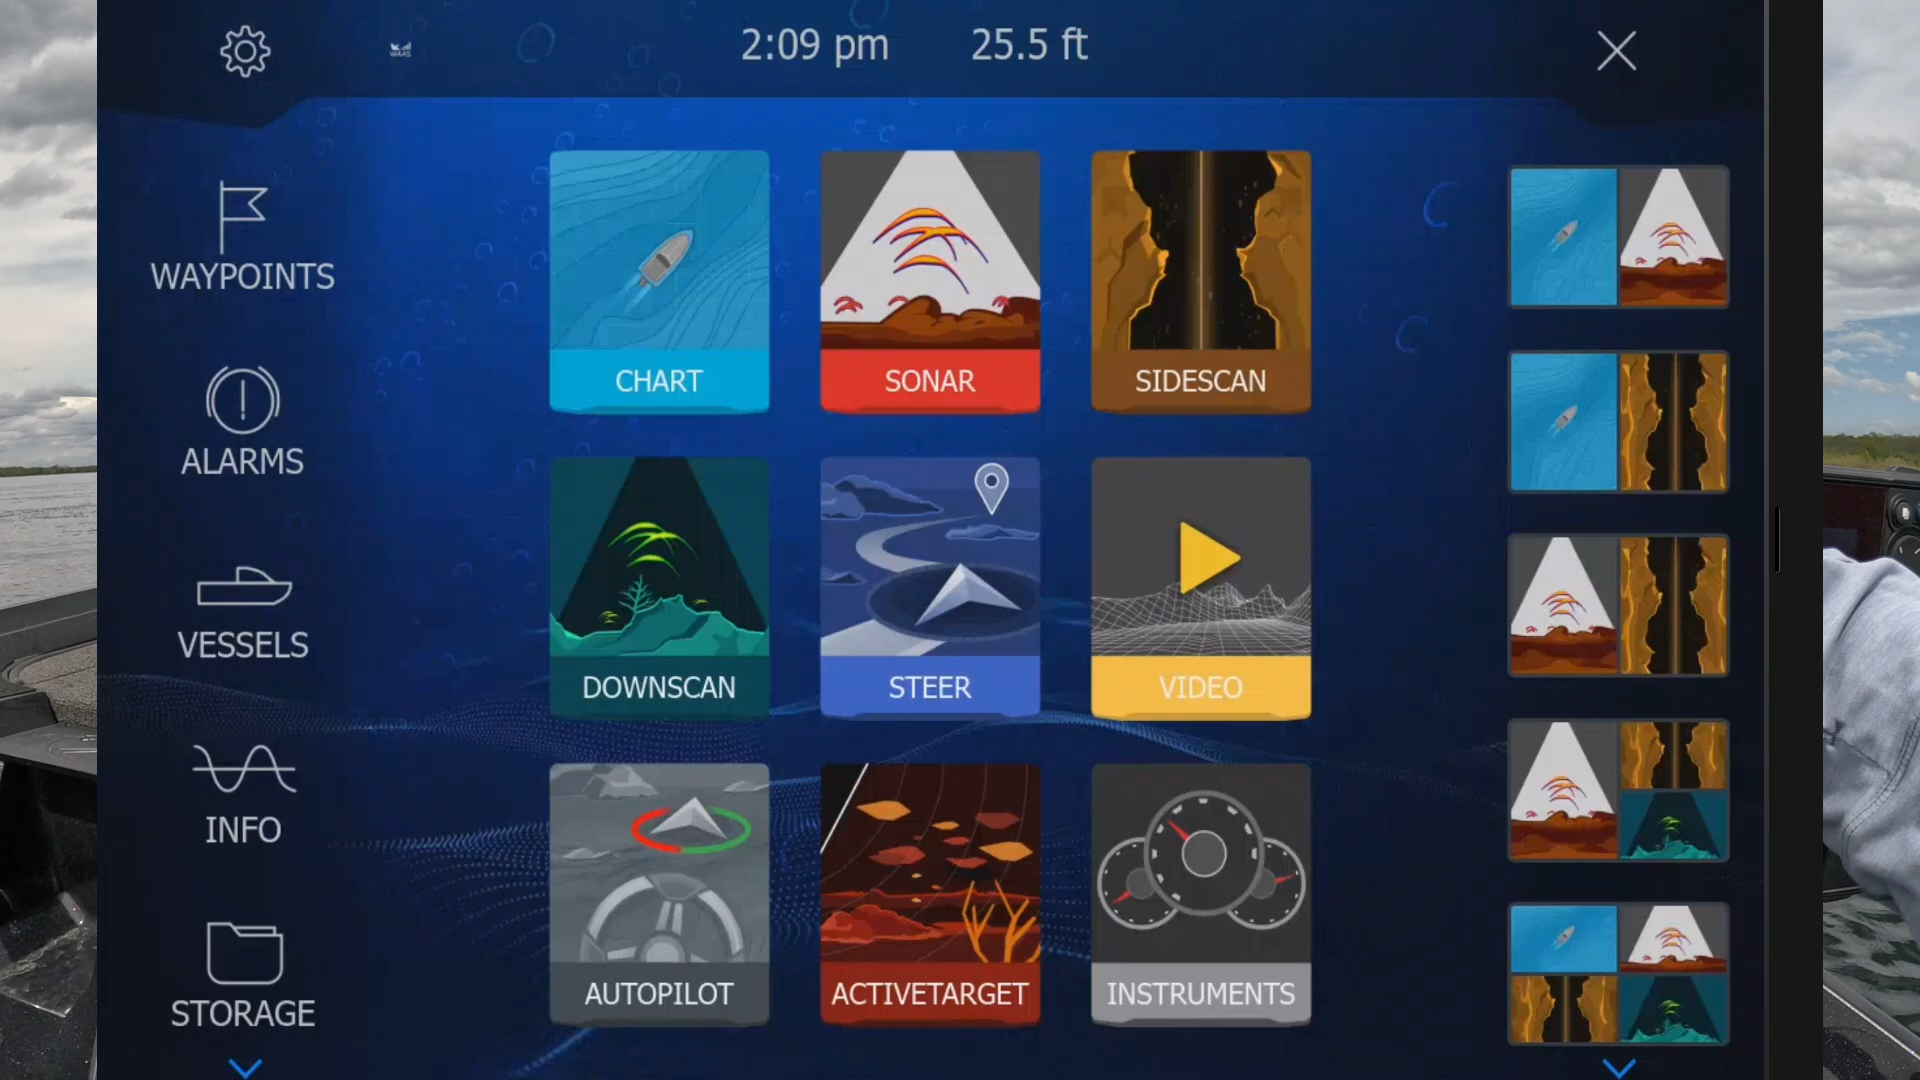 WAAS
2:09 pm
25.5 ft
WAYPOINTS
ALARMS
VESSELS
INFO
STORAGE
CHART
SONAR
SIDESCAN
DOWNSCAN
STEER
VIDEO
AUTOPILOT
ACTIVETARGET
INSTRUMENTS